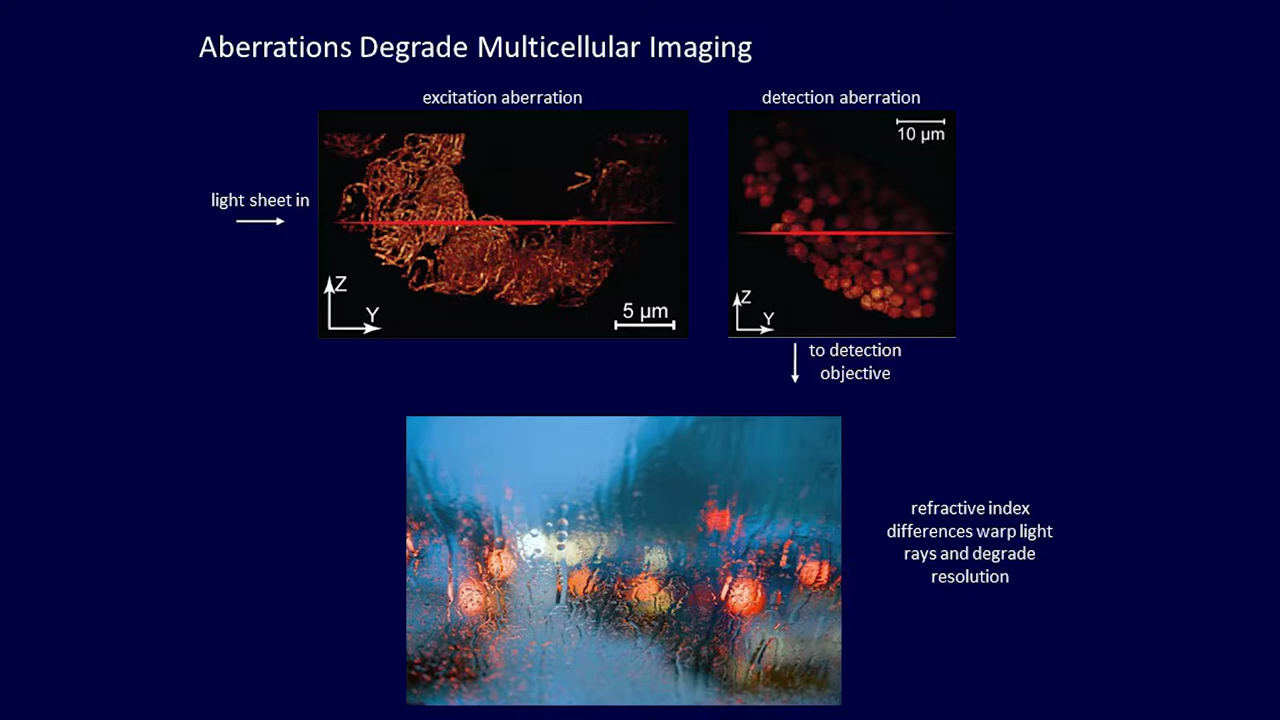 Aberrations Degrade Multicellular Imaging
excitation aberration
detection aberration
light sheet in
Z
Y
5 µm
10 µm
Z
Y
to detection
objective
refractive index
differences warp light
rays and degrade
resolution